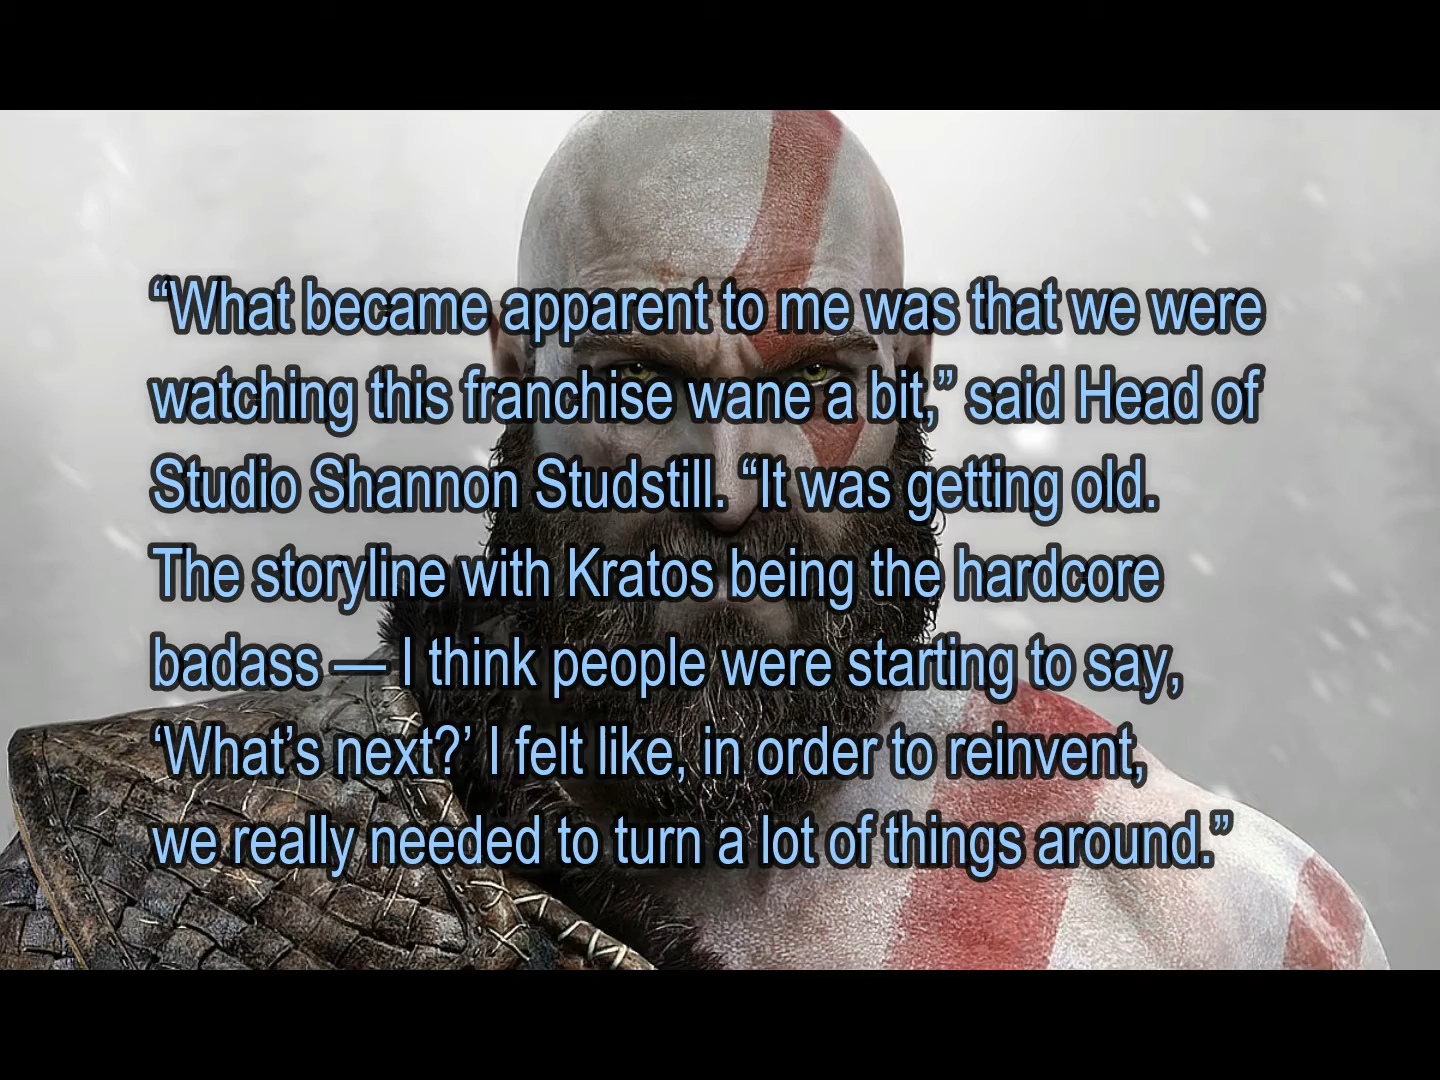 “What became apparent to me was that we were
watching this franchise wane a bit,” said Head of
Studio Shannon Studstill. “It was getting old.
The storyline with Kratos being the hardcore
badass — I think people were starting to say,
‘What’s next?’ I felt like, in order to reinvent,
we really needed to turn a lot of things around.”